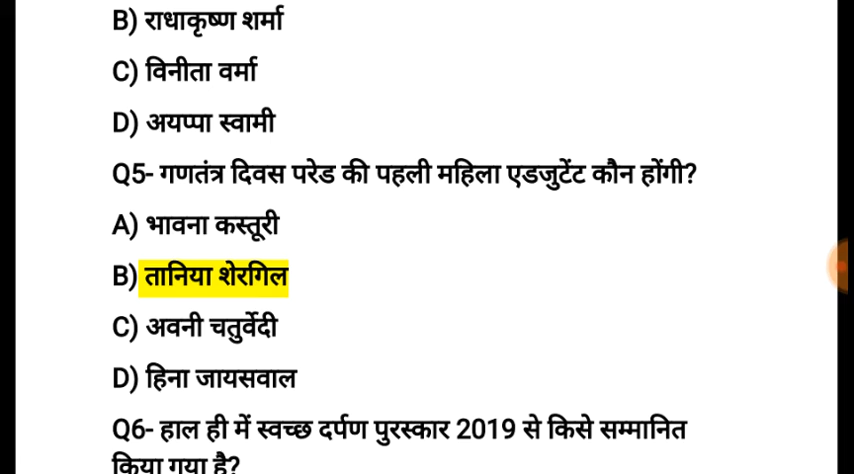 B) राधाकृष्ण शर्मा
C) विनीता वर्मा
D) अयप्पा स्वामी
Q5- गणतंत्र दिवस परेड की पहली महिला एडजुटेंट कौन होंगी?
A) भावना कस्तूरी
B) तानिया शेरगिल
C) अवनी चतुर्वेदी
D) हिना जायसवाल
Q6- हाल ही में स्वच्छ दर्पण पुरस्कार 2019 से किसे सम्मानित
किया गया है?